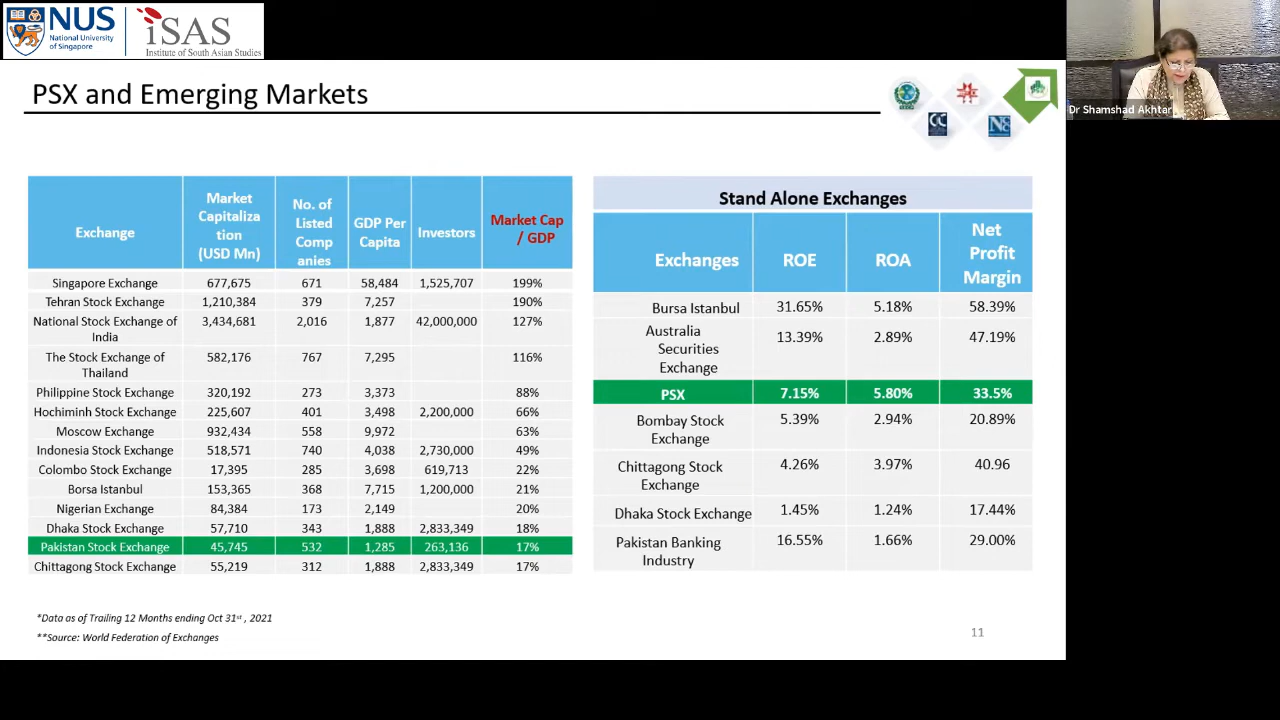 NUS
National University
of Singapore
iSAS
Institute of South Asian Studies
Dr Shamshad Akhtar
PSX and Emerging Markets
Exchange Market Capitaliza tion (USD Mn) No. of Listed Comp anies GDP Per Capita Investors Market Cap / GDP
Singapore Exchange 677,675 671 58,484 1,525,707 199%
Tehran Stock Exchange 1,210,384 379 7,257 190%
National Stock Exchange of India 3,434,681 2,016 1,877 42,000,000 127%
The Stock Exchange of Thailand 582,176 767 7,295 116%
Philippine Stock Exchange 320,192 273 3,373 88%
Hochiminh Stock Exchange 225,607 401 3,498 2,200,000 66%
Moscow Exchange 932,434 558 9,972 63%
Indonesia Stock Exchange 518,571 740 4,038 2,730,000 49%
Colombo Stock Exchange 17,395 285 3,698 619,713 22%
Borsa Istanbul 153,365 368 7,715 1,200,000 21%
Nigerian Exchange 84,384 173 2,149 20%
Dhaka Stock Exchange 57,710 343 1,888 2,833,349 18%
Pakistan Stock Exchange 45,745 532 1,285 263,136 17%
Chittagong Stock Exchange 55,219 312 1,888 2,833,349 17%
Stand Alone Exchanges
Exchanges ROE ROA Net Profit Margin
Bursa Istanbul 31.65% 5.18% 58.39%
Australia Securities Exchange 13.39% 2.89% 47.19%
PSX 7.15% 5.80% 33.5%
Bombay Stock Exchange 5.39% 2.94% 20.89%
Chittagong Stock Exchange 4.26% 3.97% 40.96
Dhaka Stock Exchange 1.45% 1.24% 17.44%
Pakistan Banking Industry 16.55% 1.66% 29.00%
*Data as of Trailing 12 Months ending Oct 31st , 2021
**Source: World Federation of Exchanges
11